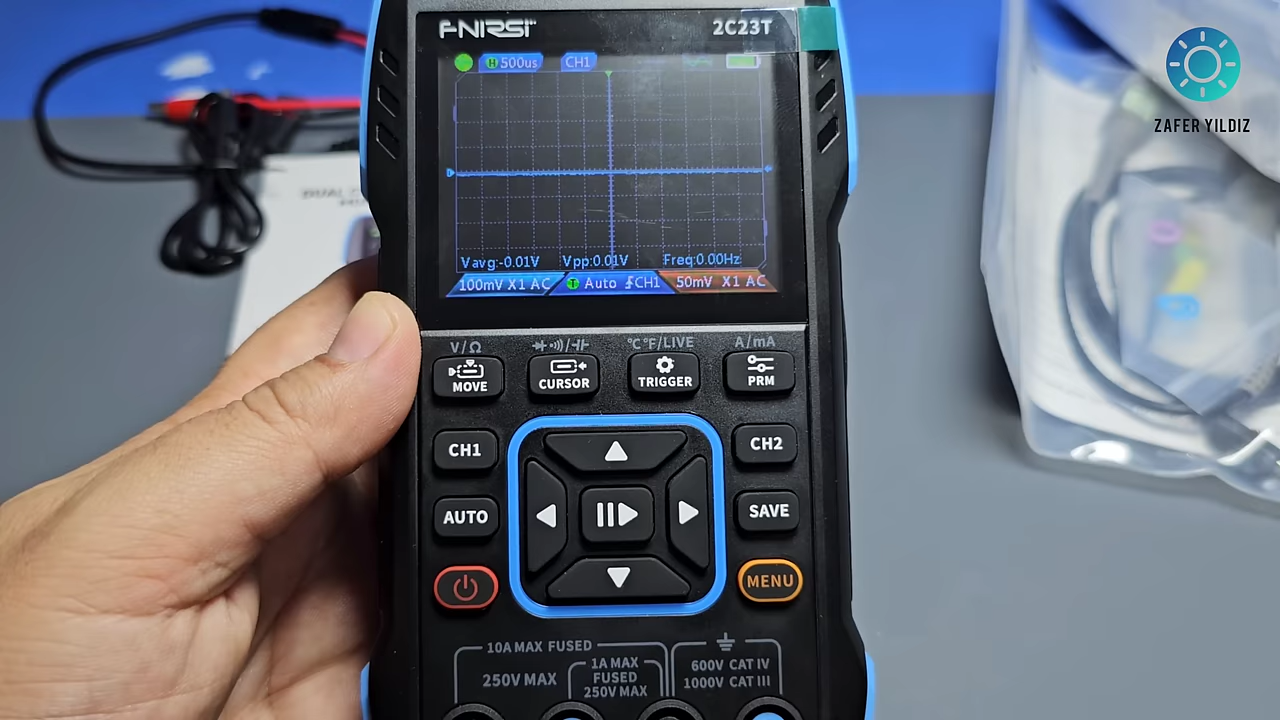 FNIRSI
2C23T
H 500us
CH1
ZAFER YILDIZ
DUAL
Vavg:-0.01V Vpp:0.01V Freq:0.00Hz
100mV X1 AC
T Auto CH1
50mV X1 AC
V/Ω
°C °F/LIVE
A/mA
MOVE
CURSOR
TRIGGER
PRM
CH1
CH2
AUTO
SAVE
MENU
10A MAX FUSED
250V MAX
1A MAX
FUSED
250V MAX
600V CAT IV
1000V CAT III